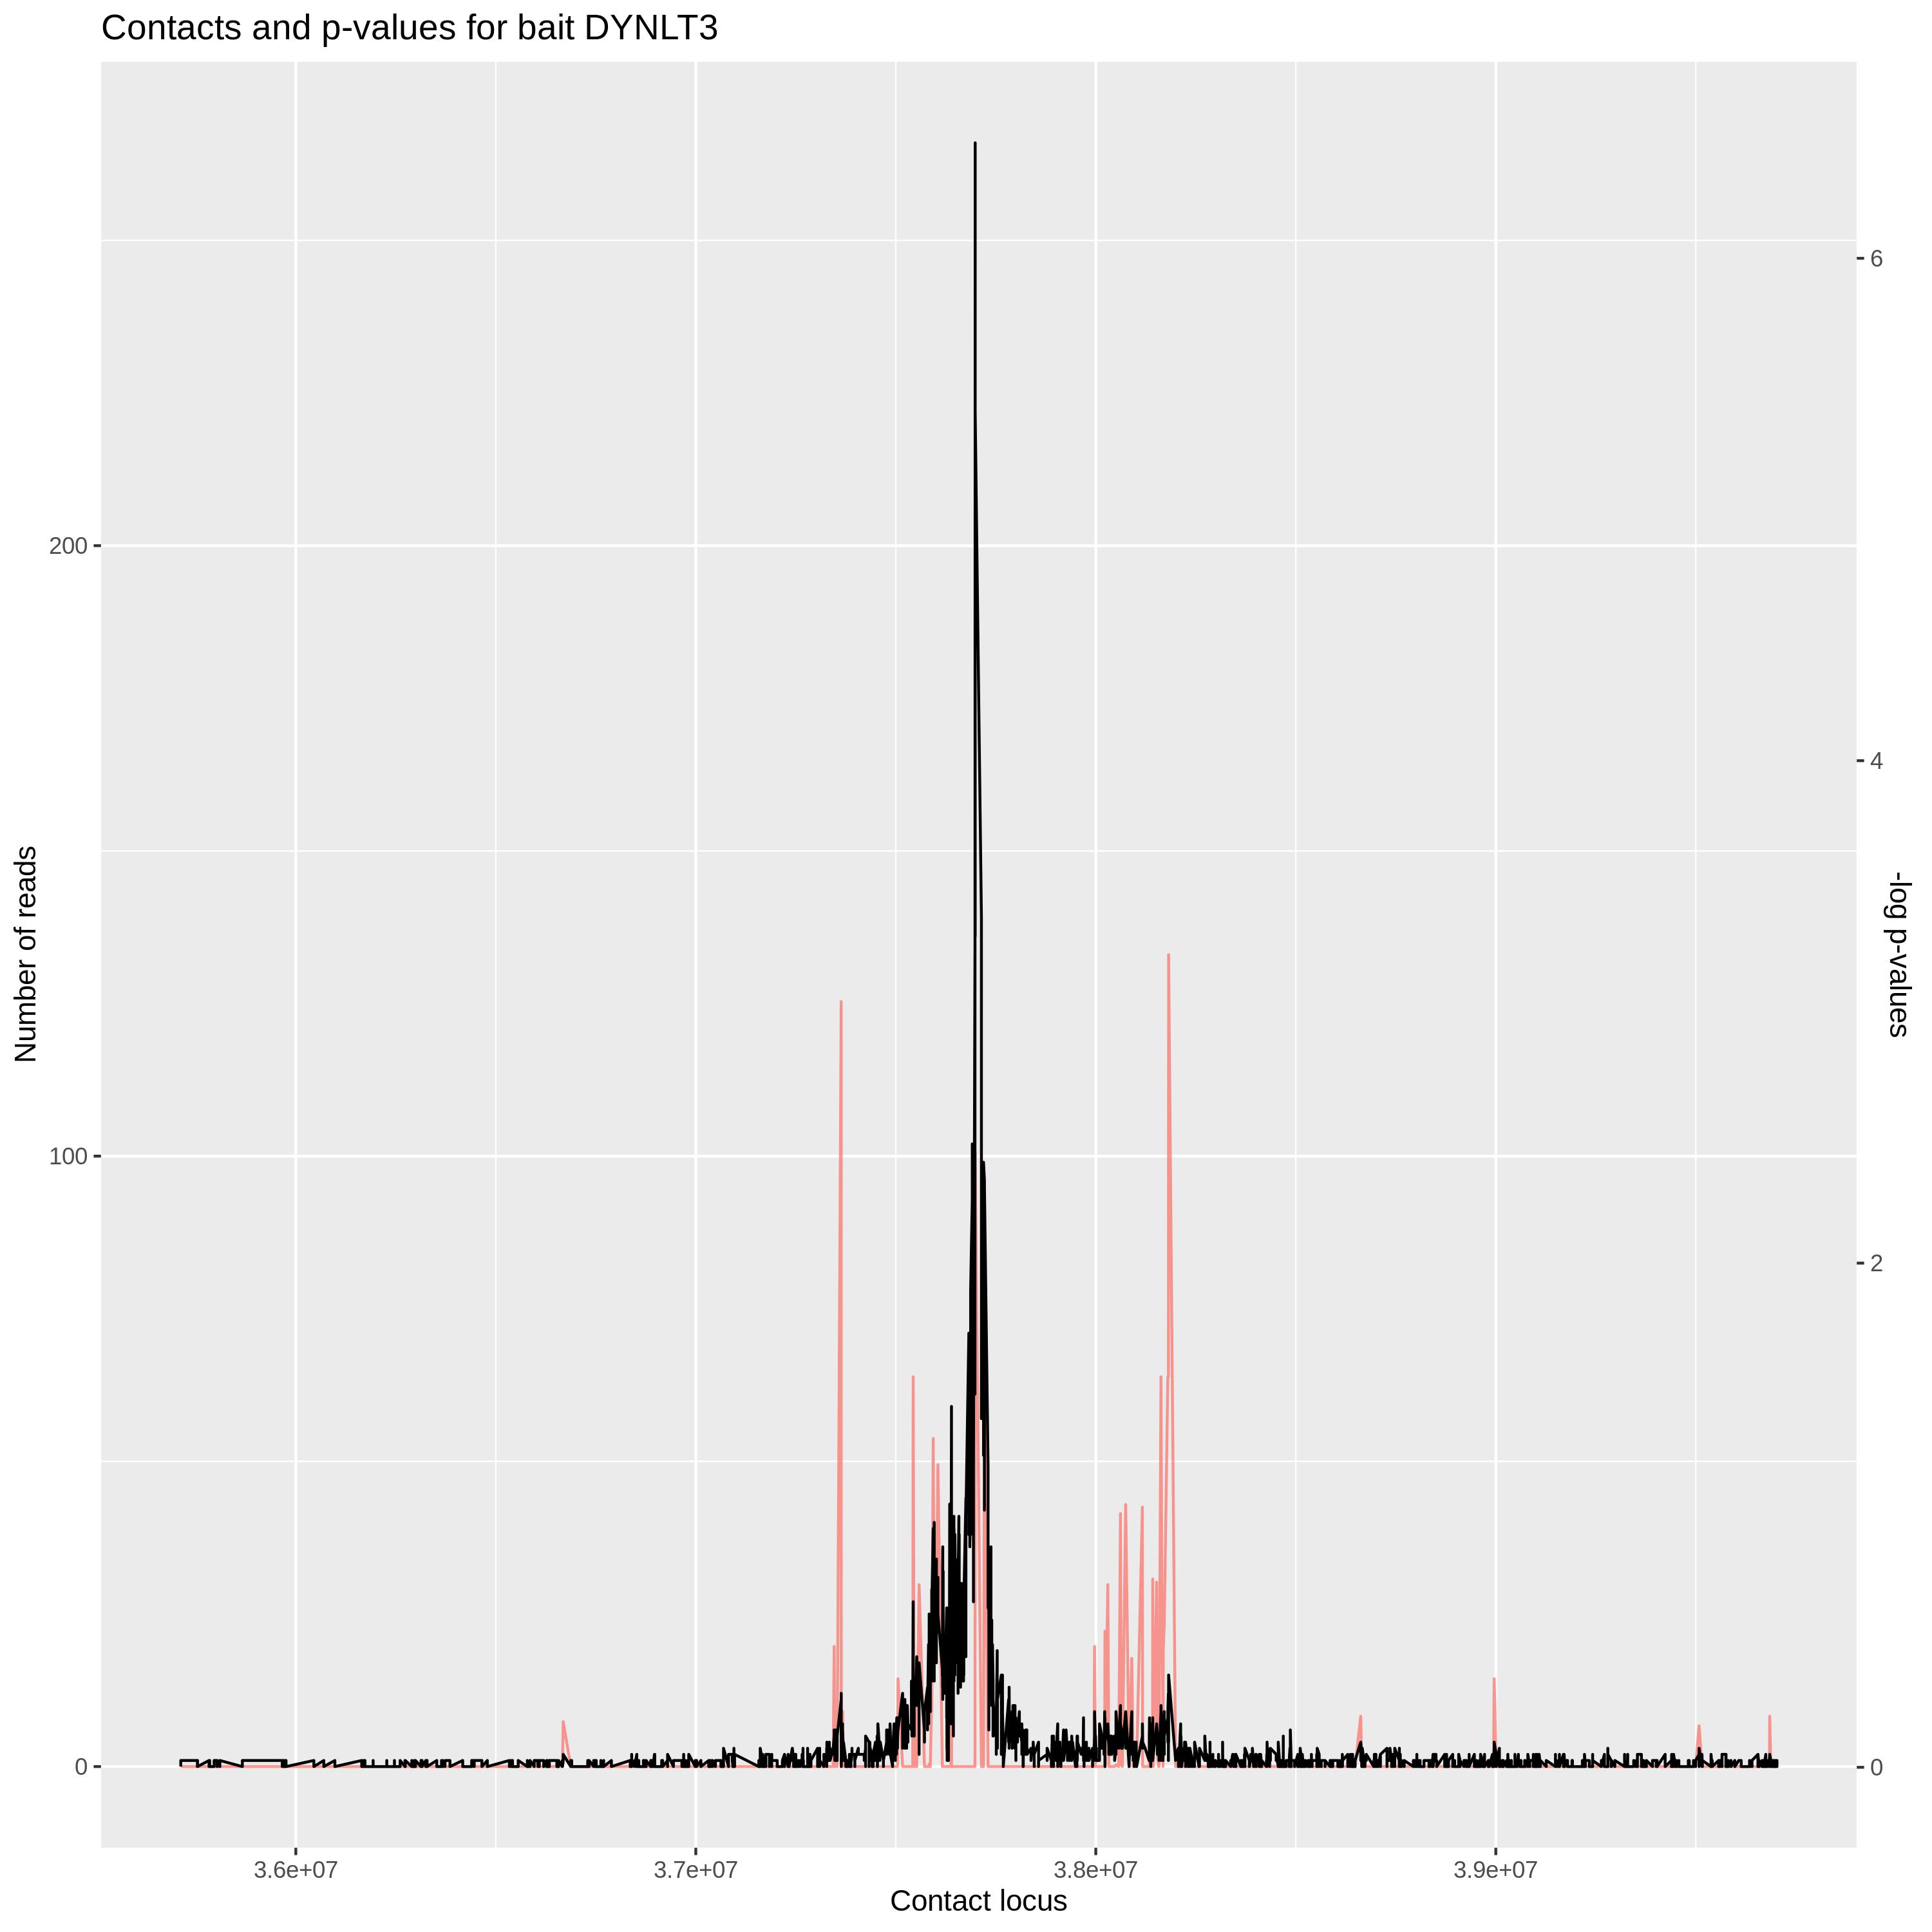 Contacts and p-values for bait DYNLT3
Number of reads
200
100
0
6
4
2
0
-log p-values
3.6e+07
3.7e+07
3.8e+07
3.9e+07
Contact locus